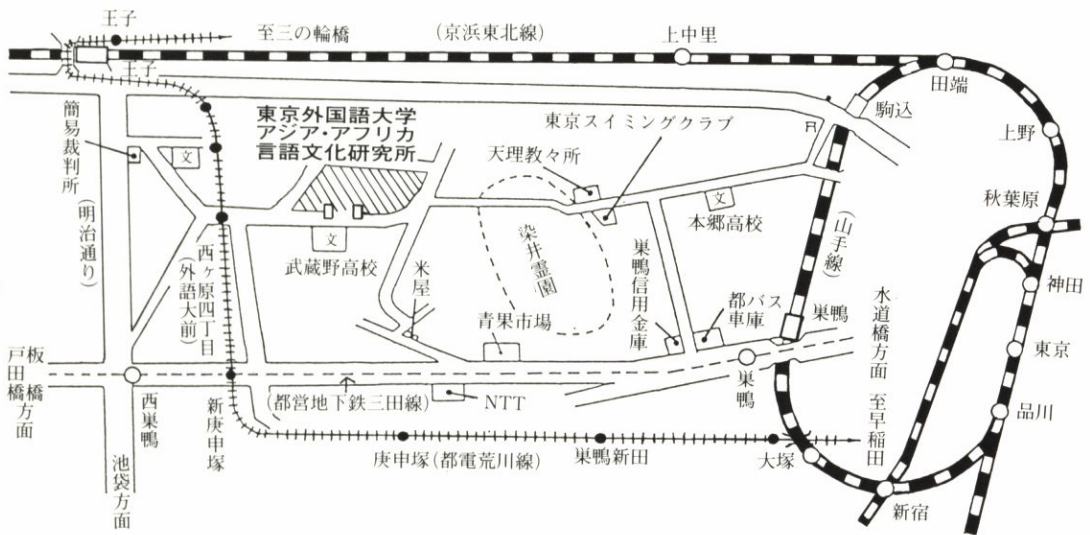 王子
至三の輪橋
(京浜東北線)
上中里
王子
田端
駒込
上野
簡易裁判所
文
東京外国語大学
アジア・アフリカ
言語文化研究所
東京スイミングクラブ
天理教々所
秋葉原
(明治通り)
文
本郷高校
(山手線)
西ヶ原四丁目
(外語大前)
文
武蔵野高校
染井霊園
巣鴨信用金庫
神田
米屋
青果市場
都バス
車庫
巣鴨
水道橋方面
東京
板橋
戸田橋方面
西巣鴨
新庚申塚
(都営地下鉄三田線)
NTT
巣鴨
至早稲田
品川
池袋方面
庚申塚
(都電荒川線)
巣鴨新田
大塚
新宿